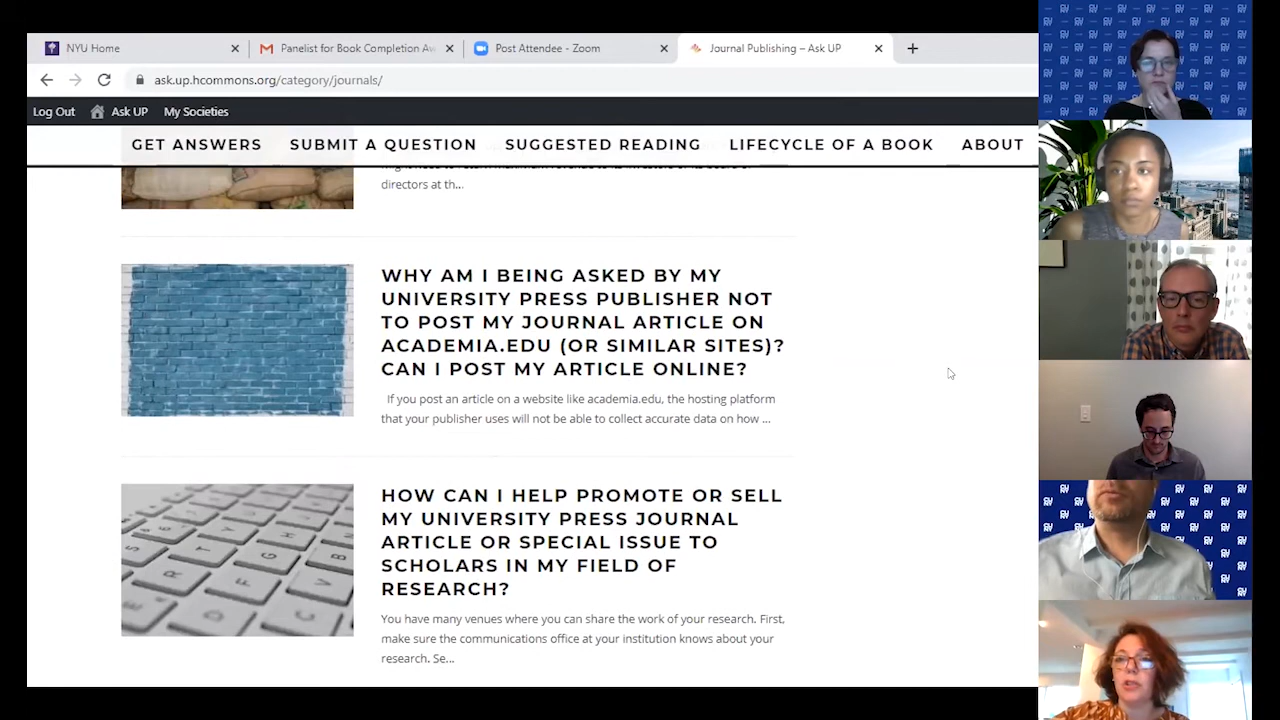 NYU Home
Panelist for Book Completion Aw
Post Attendee - Zoom
Journal Publishing – Ask UP
ask.up.hcommons.org/category/journals/
Log Out Ask UP My Societies
GET ANSWERS SUBMIT A QUESTION SUGGESTED READING LIFECYCLE OF A BOOK ABOUT
directors at th...
WHY AM I BEING ASKED BY MY
UNIVERSITY PRESS PUBLISHER NOT
TO POST MY JOURNAL ARTICLE ON
ACADEMIA.EDU (OR SIMILAR SITES)?
CAN I POST MY ARTICLE ONLINE?
If you post an article on a website like academia.edu, the hosting platform
that your publisher uses will not be able to collect accurate data on how ...
HOW CAN I HELP PROMOTE OR SELL
MY UNIVERSITY PRESS JOURNAL
ARTICLE OR SPECIAL ISSUE TO
SCHOLARS IN MY FIELD OF
RESEARCH?
You have many venues where you can share the work of your research. First,
make sure the communications office at your institution knows about your
research. Se...